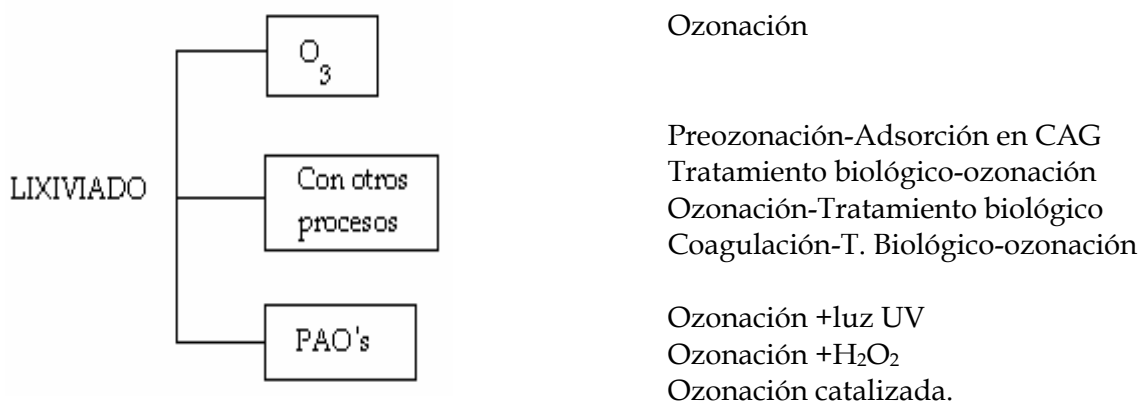 O₃
Ozonación
LIXIVIADO
Con otros
procesos
Preozonación-Adsorción en CAG
Tratamiento biológico-ozonación
Ozonación-Tratamiento biológico
Coagulación-T. Biológico-ozonación
PAO's
Ozonación +luz UV
Ozonación +H₂O₂
Ozonación catalizada.